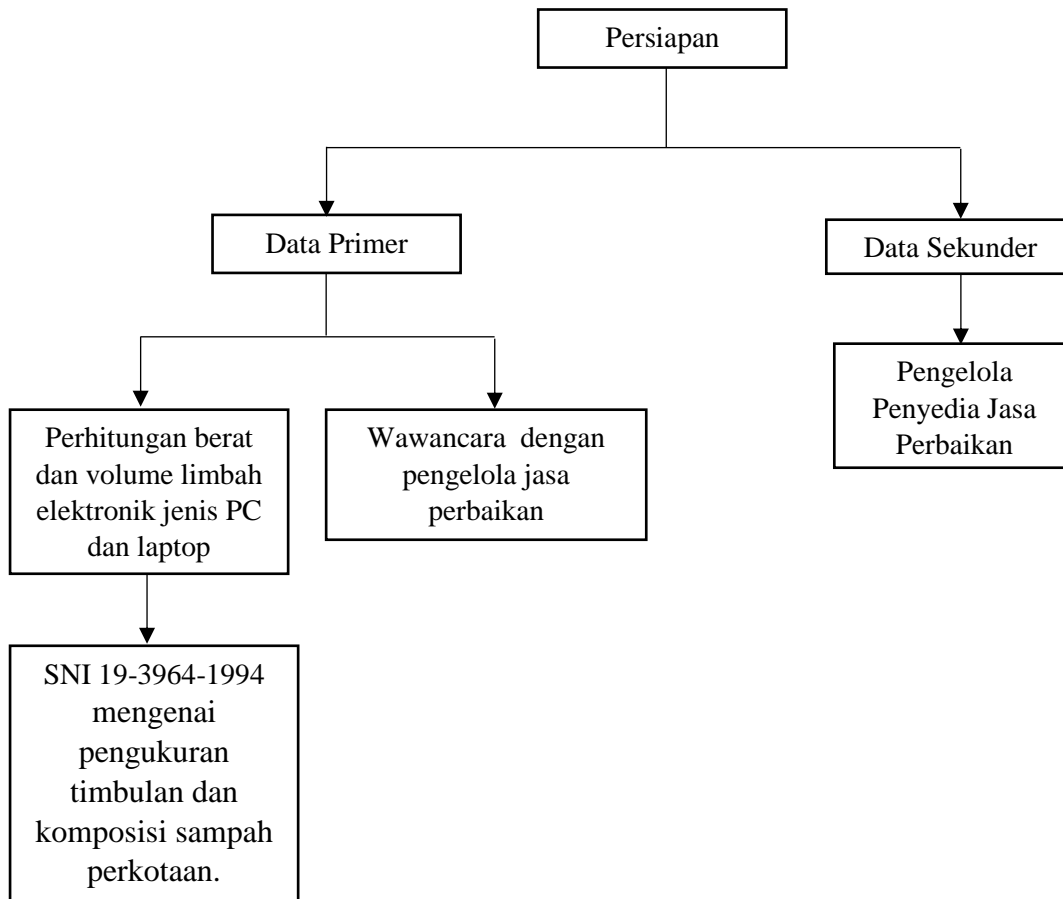 Persiapan
Data Primer
Data Sekunder
Perhitungan berat
dan volume limbah
elektronik jenis PC
dan laptop
Wawancara dengan
pengelola jasa
perbaikan
Pengelola
Penyedia Jasa
Perbaikan
SNI 19-3964-1994
mengenai
pengukuran
timbulan dan
komposisi sampah
perkotaan.